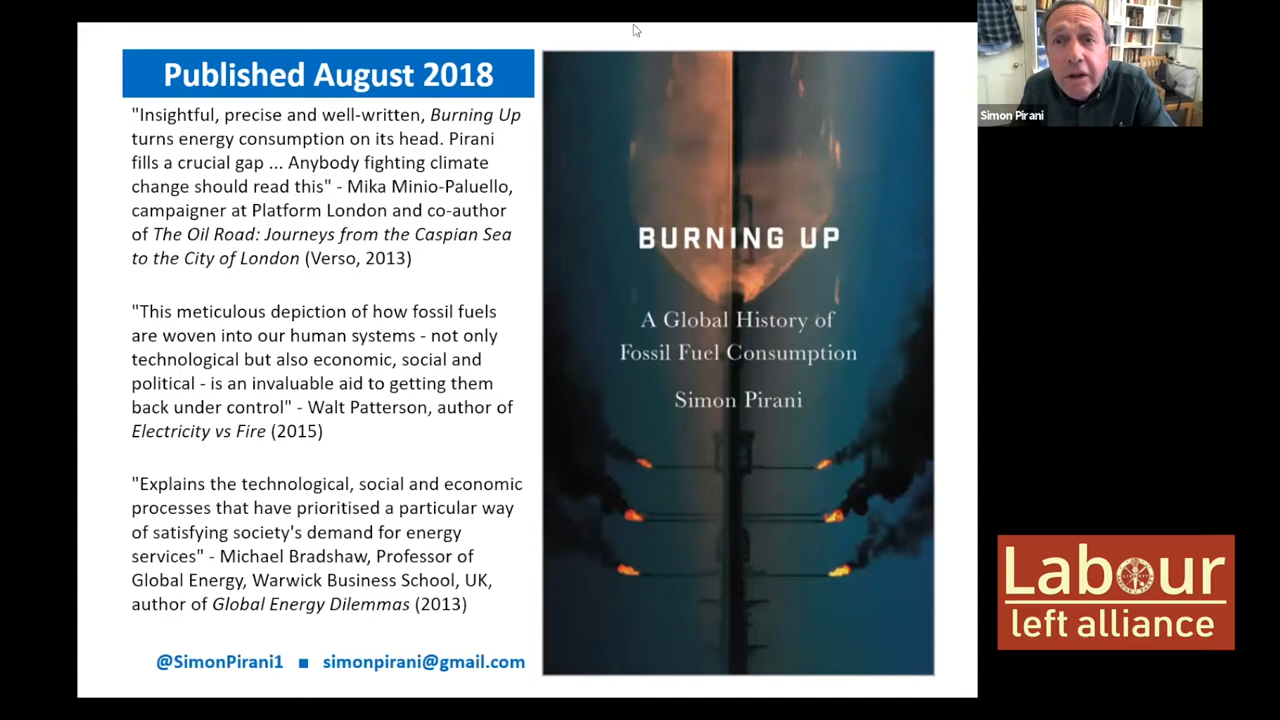 Published August 2018
"Insightful, precise and well-written, Burning Up
turns energy consumption on its head. Pirani
fills a crucial gap ... Anybody fighting climate
change should read this" - Mika Minio-Paluello,
campaigner at Platform London and co-author
of The Oil Road: Journeys from the Caspian Sea
to the City of London (Verso, 2013)
"This meticulous depiction of how fossil fuels
are woven into our human systems - not only
technological but also economic, social and
political - is an invaluable aid to getting them
back under control" - Walt Patterson, author of
Electricity vs Fire (2015)
"Explains the technological, social and economic
processes that have prioritised a particular way
of satisfying society's demand for energy
services" - Michael Bradshaw, Professor of
Global Energy, Warwick Business School, UK,
author of Global Energy Dilemmas (2013)
@SimonPirani1 ■ simonpirani@gmail.com
BURNING UP
A Global History of
Fossil Fuel Consumption
Simon Pirani
Simon Pirani
Labour
left alliance